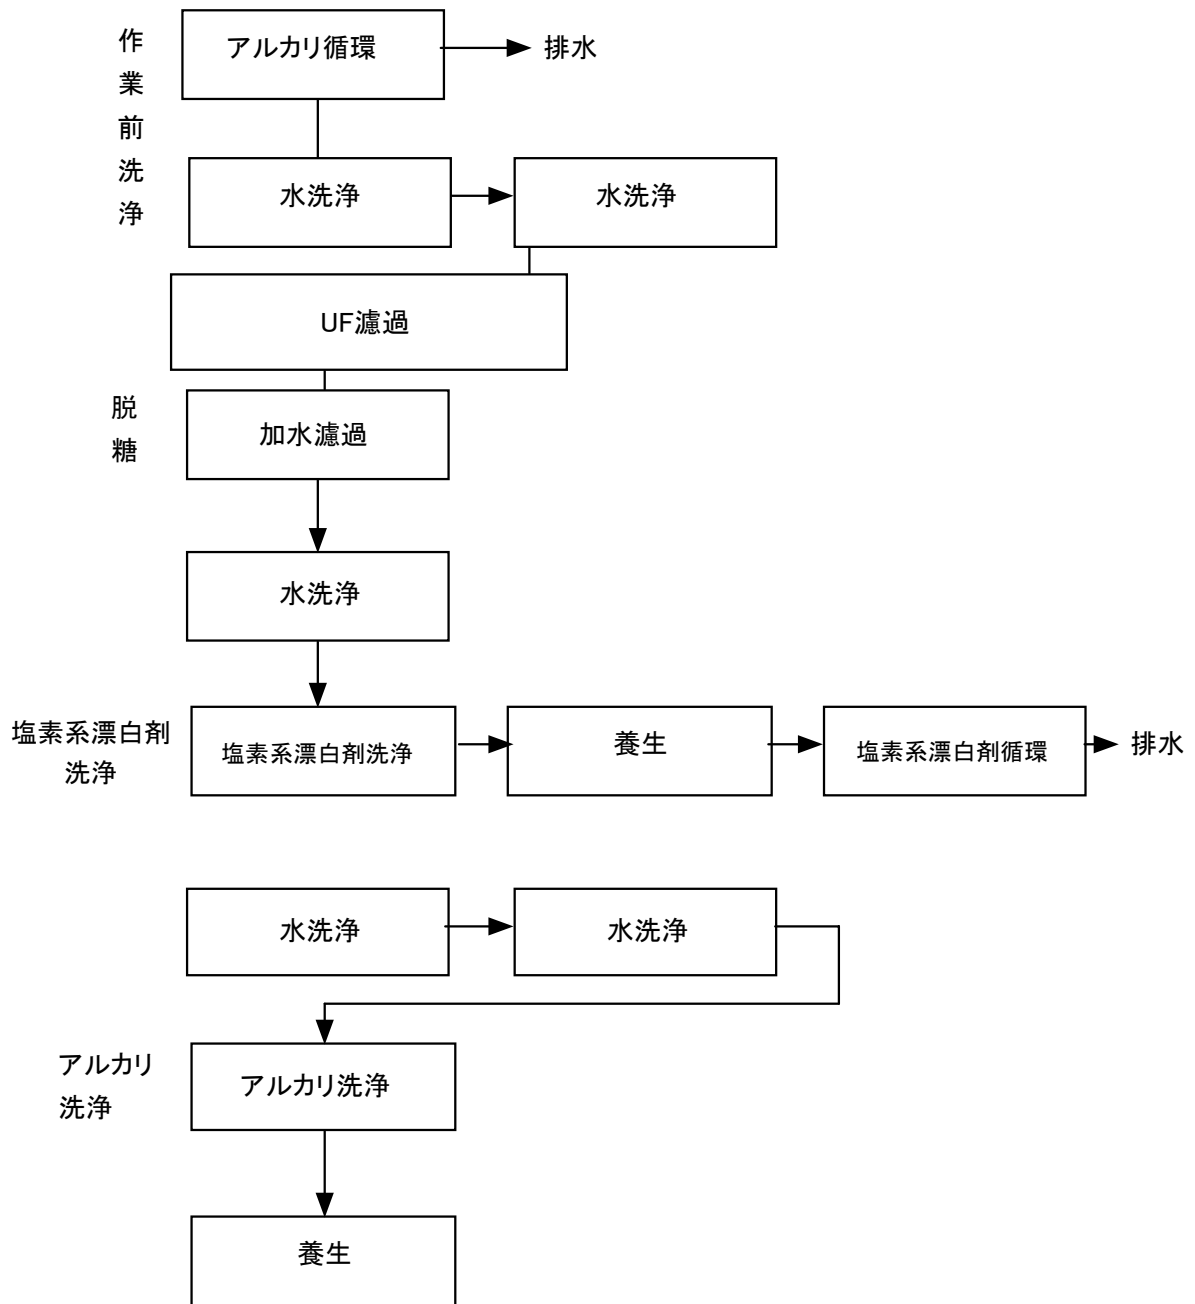 作業前洗浄
アルカリ循環
排水
水洗浄
水洗浄
UF濾過
脱糖
加水濾過
水洗浄
塩素系漂白剤
洗浄
塩素系漂白剤洗浄
養生
塩素系漂白剤循環
排水
水洗浄
水洗浄
アルカリ
洗浄
アルカリ洗浄
養生